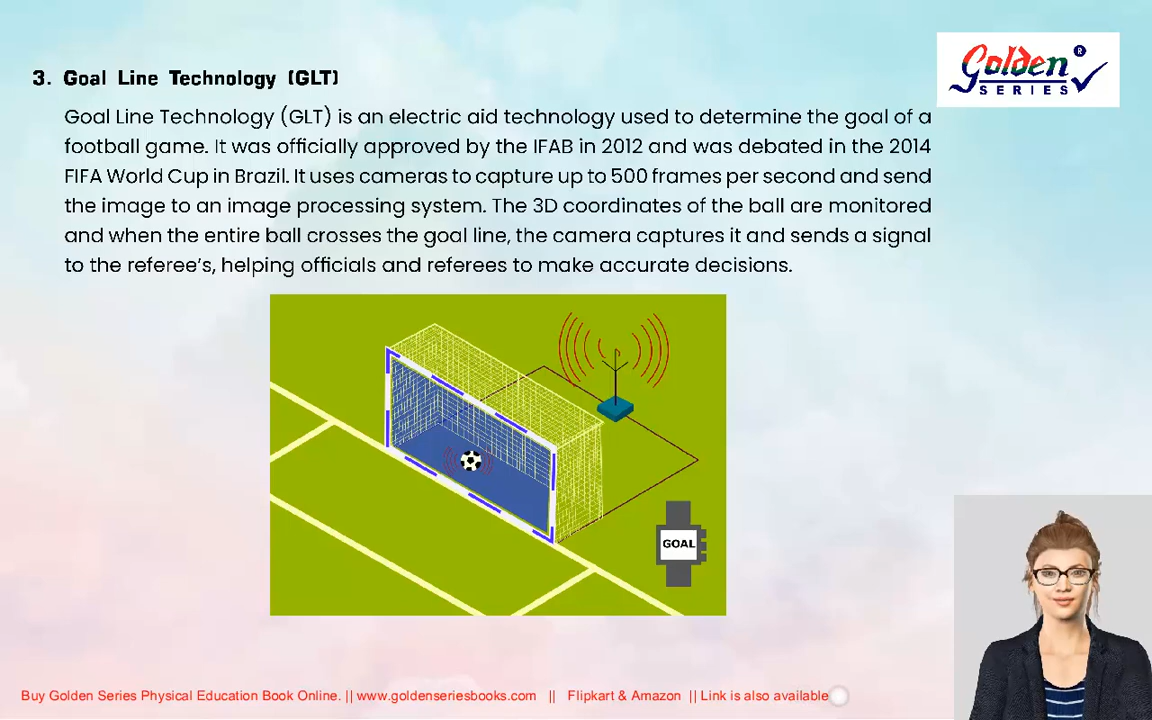 3. Goal Line Technology (GLT)
Golden ®
SERIES
Goal Line Technology (GLT) is an electric aid technology used to determine the goal of a
football game. It was officially approved by the IFAB in 2012 and was debated in the 2014
FIFA World Cup in Brazil. It uses cameras to capture up to 500 frames per second and send
the image to an image processing system. The 3D coordinates of the ball are monitored
and when the entire ball crosses the goal line, the camera captures it and sends a signal
to the referee's, helping officials and referees to make accurate decisions.
GOAL
Buy Golden Series Physical Education Book Online. || www.goldenseriesbooks.com || Flipkart & Amazon || Link is also available